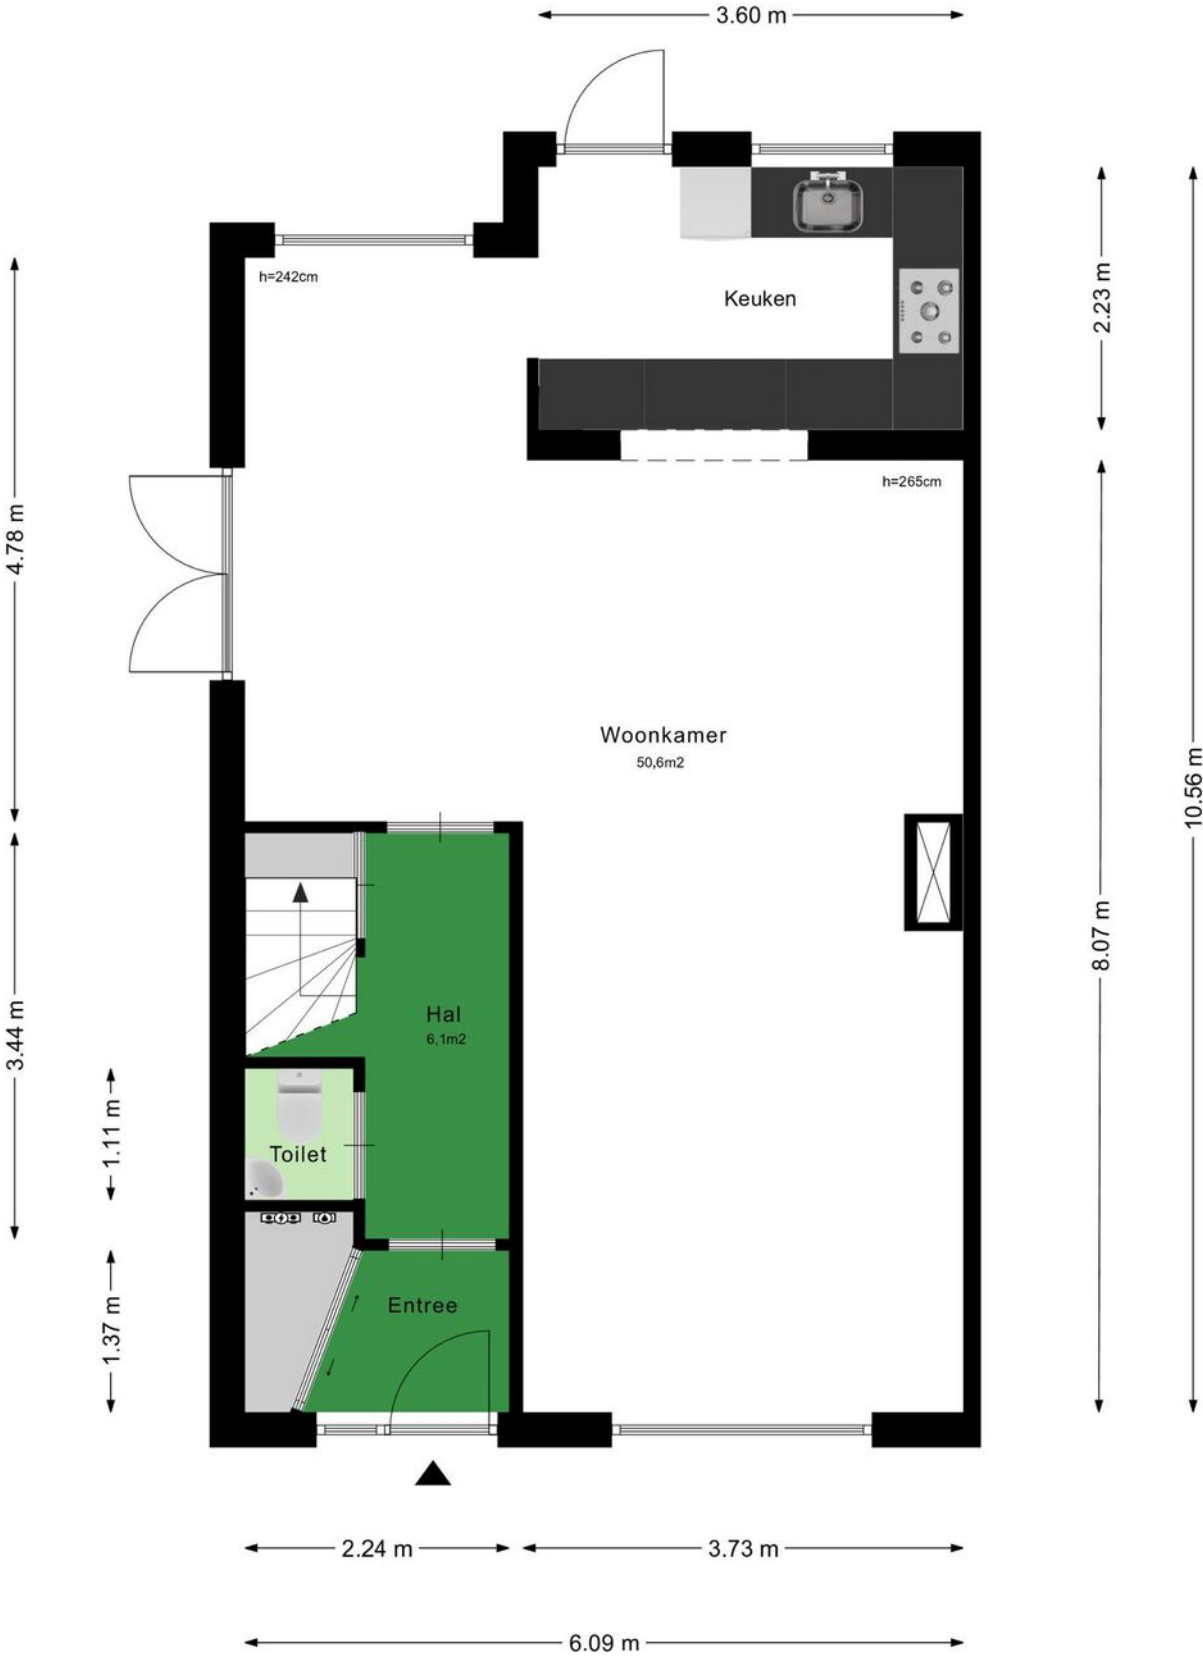 3.60 m
h=242cm
Keuken
2.23 m
h=265cm
4.78 m
Woonkamer
50,6m2
10.56 m
8.07 m
Hal
6,1m2
3.44 m
1.11 m
Toilet
Entree
1.37 m
2.24 m
3.73 m
6.09 m